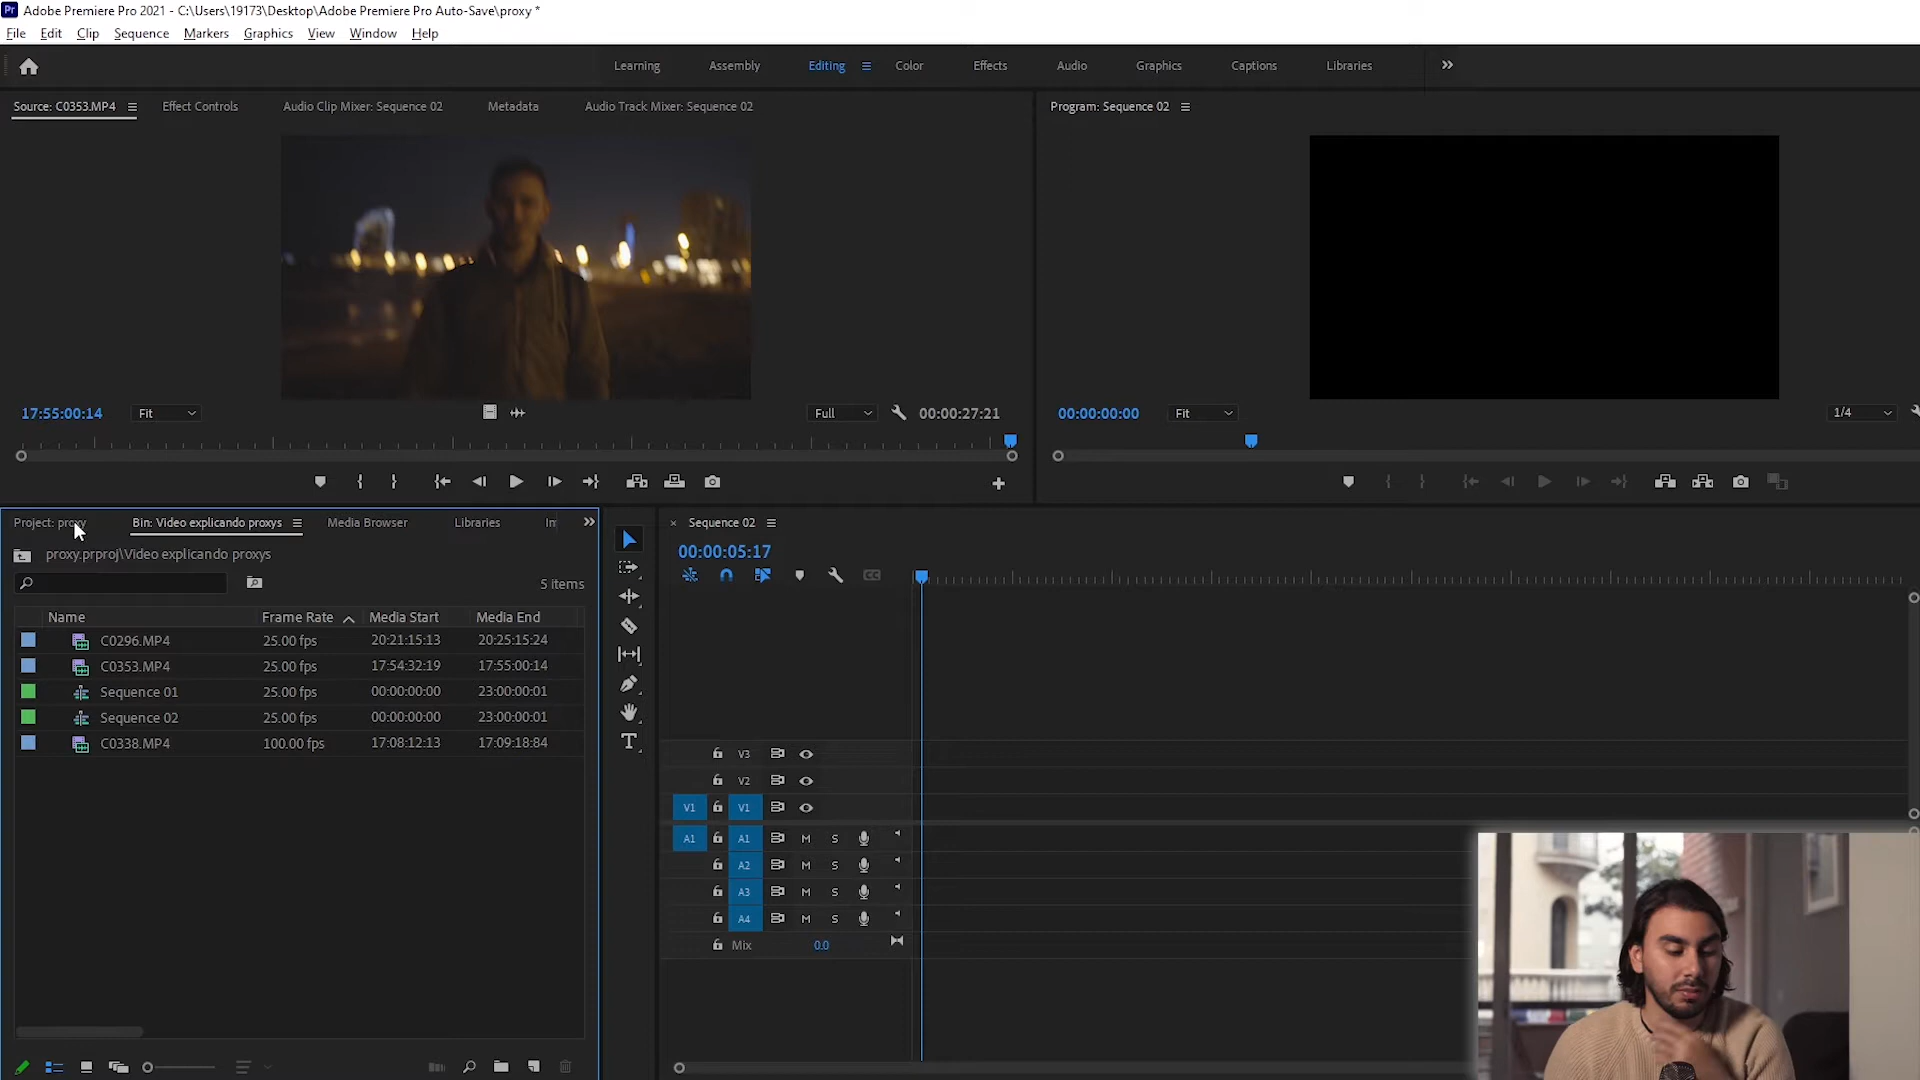 Pr Adobe Premiere Pro 2021 - C:\Users\19173\Desktop\Adobe Premiere Pro Auto-Save\proxy *
File Edit Clip Sequence Markers Graphics View Window Help
Learning Assembly Editing Color Effects Audio Graphics Captions Libraries
Source: C0353.MP4 Effect Controls Audio Clip Mixer: Sequence 02 Metadata Audio Track Mixer: Sequence 02
Program: Sequence 02
17:55:00:14 Fit Full 00:00:27:21
00:00:00:00 Fit 1/4
Project: proxy Bin: Video explicando proxys Media Browser Libraries
proxy.prproj\Video explicando proxys
5 items
Name Frame Rate Media Start Media End
C0296.MP4 25.00 fps 20:21:15:13 20:25:15:24
C0353.MP4 25.00 fps 17:54:32:19 17:55:00:14
Sequence 01 25.00 fps 00:00:00:00 23:00:00:01
Sequence 02 25.00 fps 00:00:00:00 23:00:00:01
C0338.MP4 100.00 fps 17:08:12:13 17:09:18:84
× Sequence 02
00:00:05:17
V3
V2
V1 V1
A1 A1 M S
A2 M S
A3 M S
A4 M S
Mix 0.0